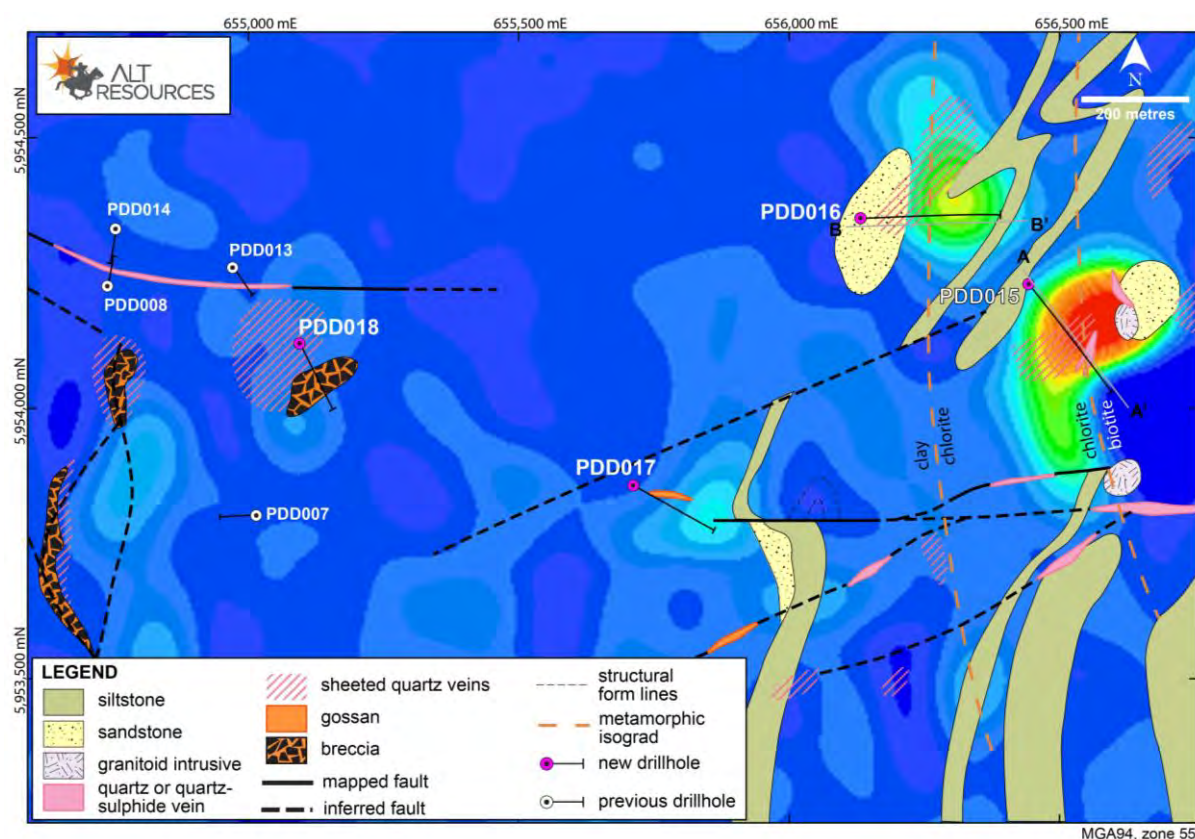 655,000 mE
655,500 mE
656,000 mE
656,500 mE
ALT
RESOURCES
N
200 metres
5,954,500 mN
PDD014
PDD016
B
B'
PDD013
A
PDD008
PDD015
PDD018
5,954,000 mN
A'
clay
chlorite
chlorite
biotite
PDD017
PDD007
5,953,500 mN
LEGEND
siltstone
sandstone
granitoid intrusive
quartz or quartz-
sulphide vein
sheeted quartz veins
gossan
breccia
mapped fault
inferred fault
structural
form lines
metamorphic
isograd
new drillhole
previous drillhole
MGA94, zone 55